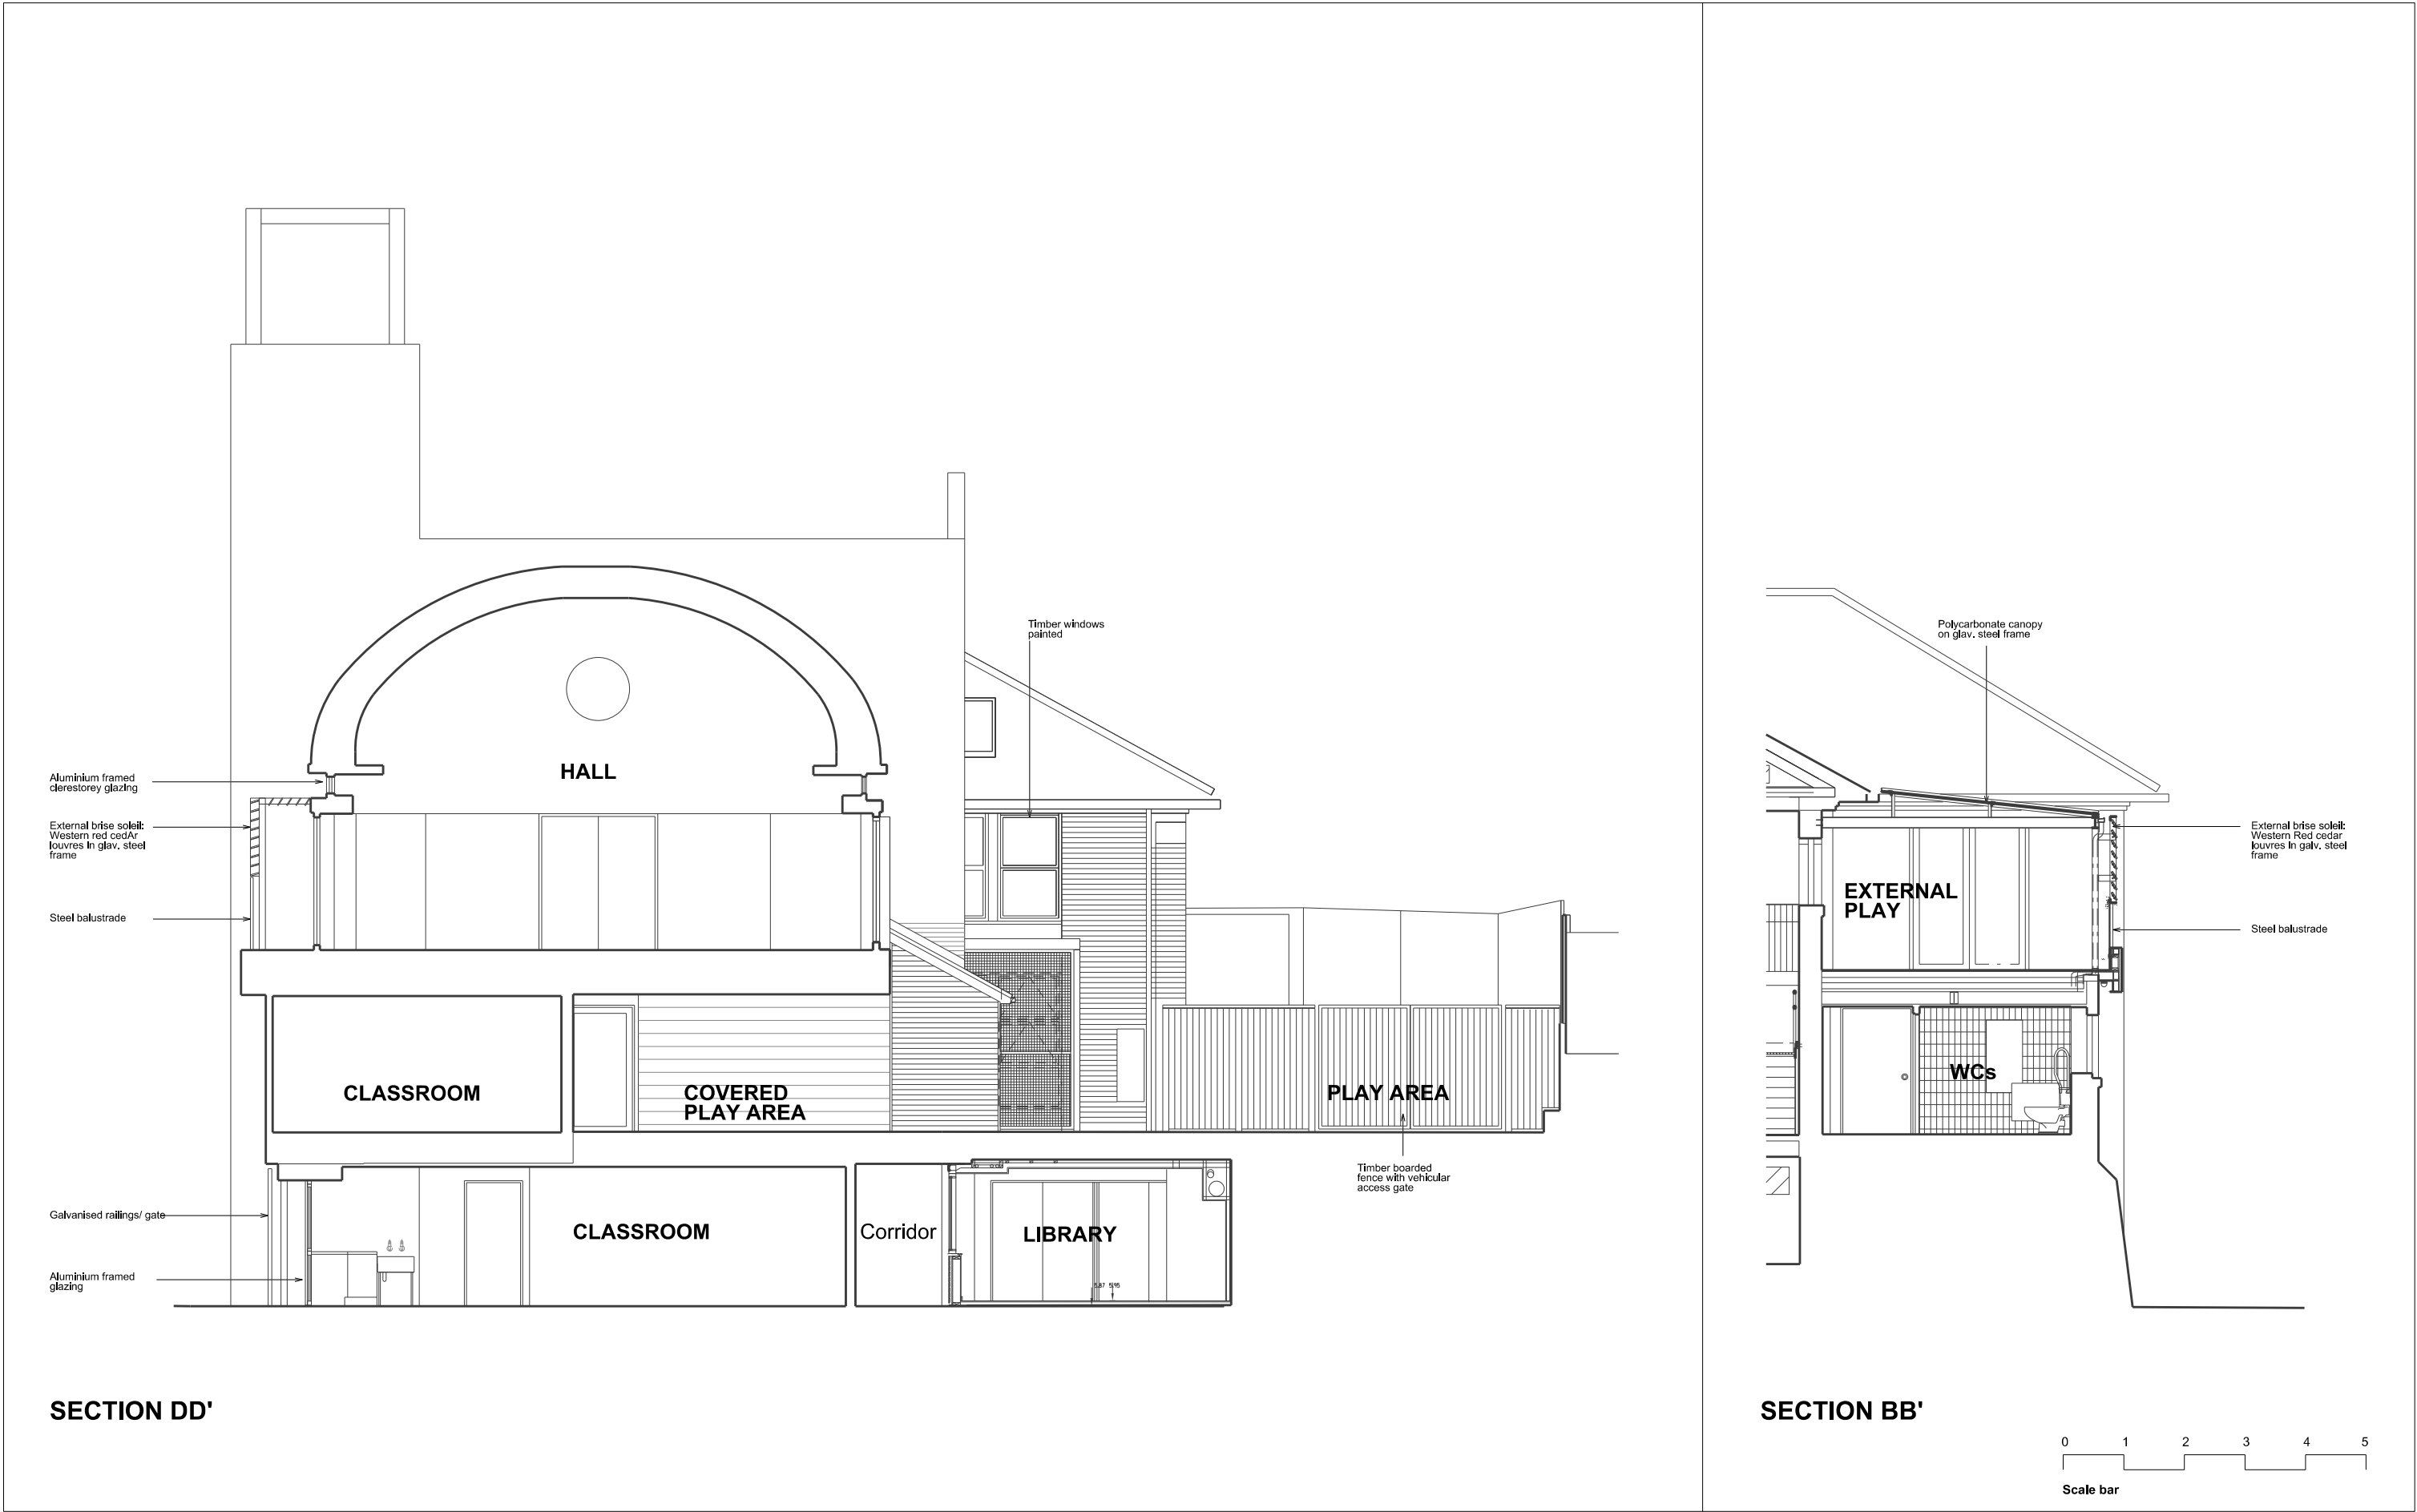 Timber windows
painted
Polycarbonate canopy
on glav. steel frame
HALL
Aluminium framed
clerestorey glazing
External brise soleil:
Western red cedAr
louvres In glav. steel
frame
External brise soleil:
Western Red cedar
louvres In galv. steel
frame
EXTERNAL
PLAY
Steel balustrade
Steel balustrade
CLASSROOM
COVERED
PLAY AREA
PLAY AREA
WCs
Timber boarded
fence with vehicular
access gate
Galvanised railings/ gate
CLASSROOM
Corridor
LIBRARY
Aluminium framed
glazing
SECTION DD'
SECTION BB'
0 1 2 3 4 5
Scale bar